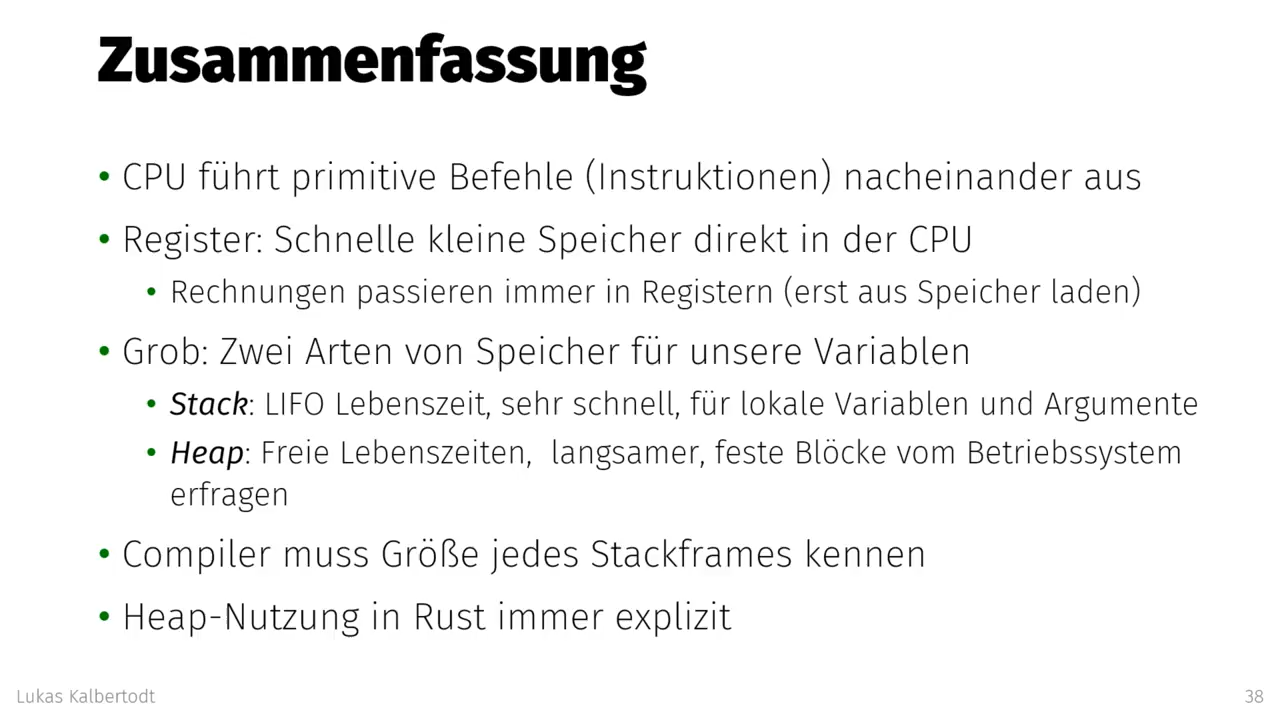 Zusammenfassung
• CPU führt primitive Befehle (Instruktionen) nacheinander aus
• Register: Schnelle kleine Speicher direkt in der CPU
• Rechnungen passieren immer in Registern (erst aus Speicher laden)
• Grob: Zwei Arten von Speicher für unsere Variablen
• Stack: LIFO Lebenszeit, sehr schnell, für lokale Variablen und Argumente
• Heap: Freie Lebenszeiten,  langsamer, feste Blöcke vom Betriebssystem
erfragen
• Compiler muss Größe jedes Stackframes kennen
• Heap-Nutzung in Rust immer explizit
Lukas Kalbertodt
38